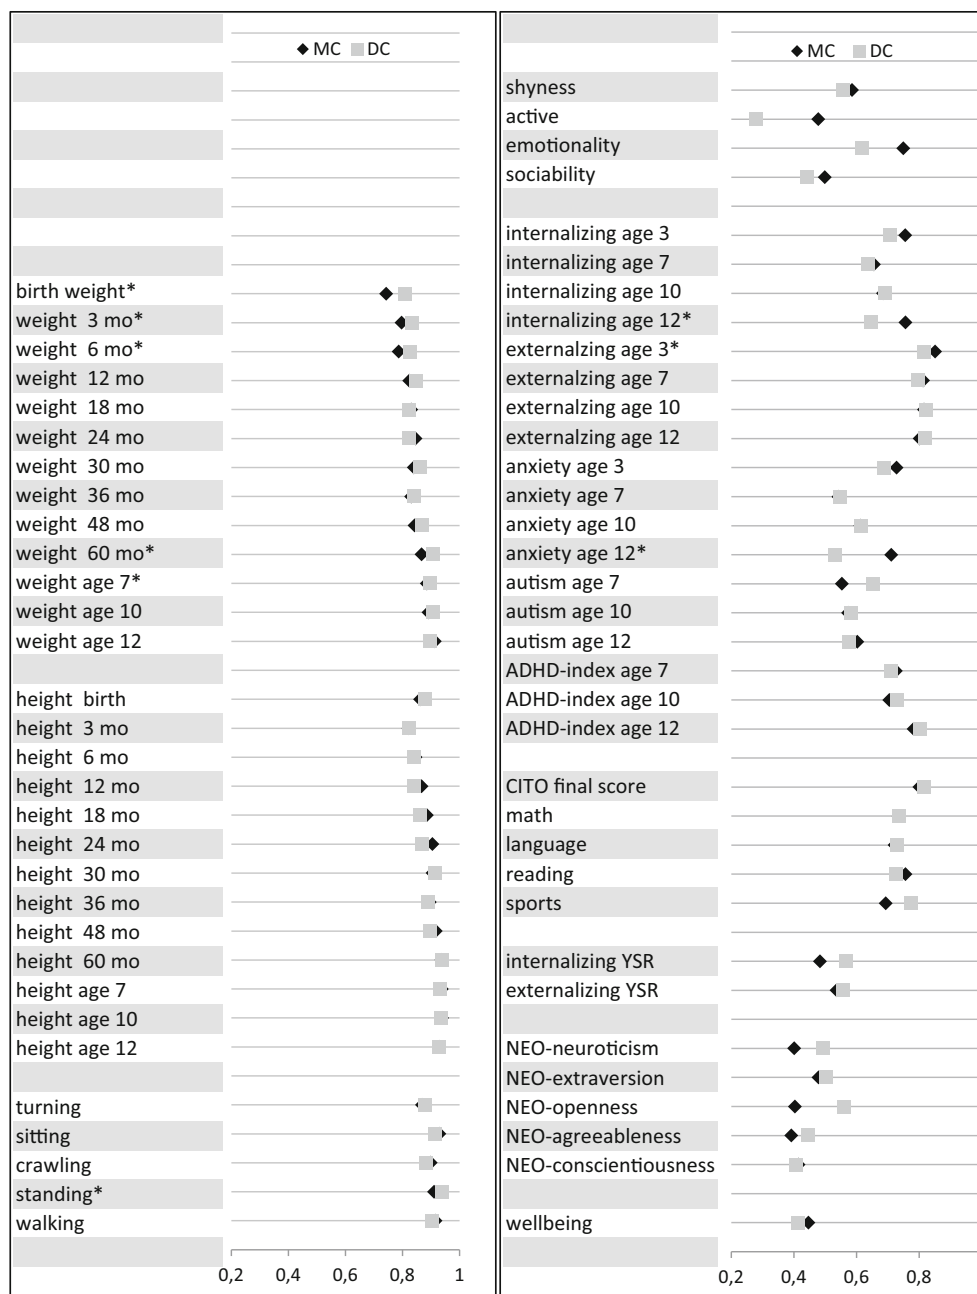 MC DC
birth weight*
weight 3 mo*
weight 6 mo*
weight 12 mo
weight 18 mo
weight 24 mo
weight 30 mo
weight 36 mo
weight 48 mo
weight 60 mo*
weight age 7*
weight age 10
weight age 12
height birth
height 3 mo
height 6 mo
height 12 mo
height 18 mo
height 24 mo
height 30 mo
height 36 mo
height 48 mo
height 60 mo
height age 7
height age 10
height age 12
turning
sitting
crawling
standing*
walking
0,2 0,4 0,6 0,8 1
MC DC
shyness
active
emotionality
sociability
internalizing age 3
internalizing age 7
internalizing age 10
internalizing age 12*
externalzing age 3*
externalzing age 7
externalzing age 10
externalzing age 12
anxiety age 3
anxiety age 7
anxiety age 10
anxiety age 12*
autism age 7
autism age 10
autism age 12
ADHD-index age 7
ADHD-index age 10
ADHD-index age 12
CITO final score
math
language
reading
sports
internalizing YSR
externalizing YSR
NEO-neuroticism
NEO-extraversion
NEO-openness
NEO-agreeableness
NEO-conscientiousness
wellbeing
0,2 0,4 0,6 0,8